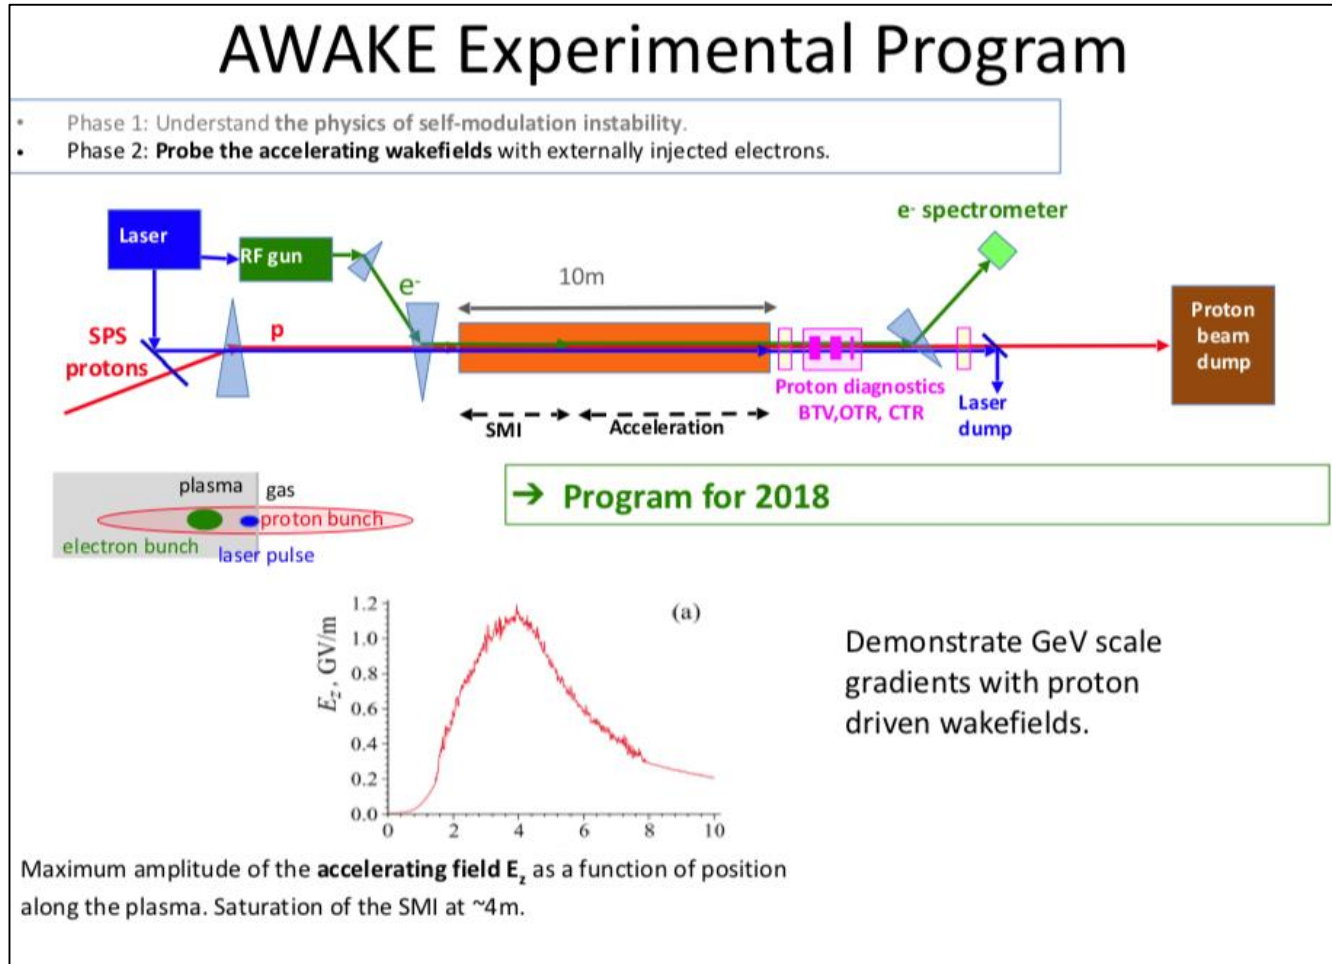 AWAKE Experimental Program
• Phase 1: Understand the physics of self-modulation instability.
• Phase 2: Probe the accelerating wakefields with externally injected electrons.
Laser
RF gun
e-
SPS
protons
p
10m
e- spectrometer
Proton
beam
dump
Proton diagnostics
BTV,OTR, CTR
Laser
dump
SMI
Acceleration
plasma
gas
proton bunch
electron bunch
laser pulse
→ Program for 2018
(a)
Ez, GV/m
1.2
1.0
0.8
0.6
0.4
0.2
0.0
0 2 4 6 8 10
Demonstrate GeV scale
gradients with proton
driven wakefields.
Maximum amplitude of the accelerating field Ez as a function of position
along the plasma. Saturation of the SMI at ~4m.